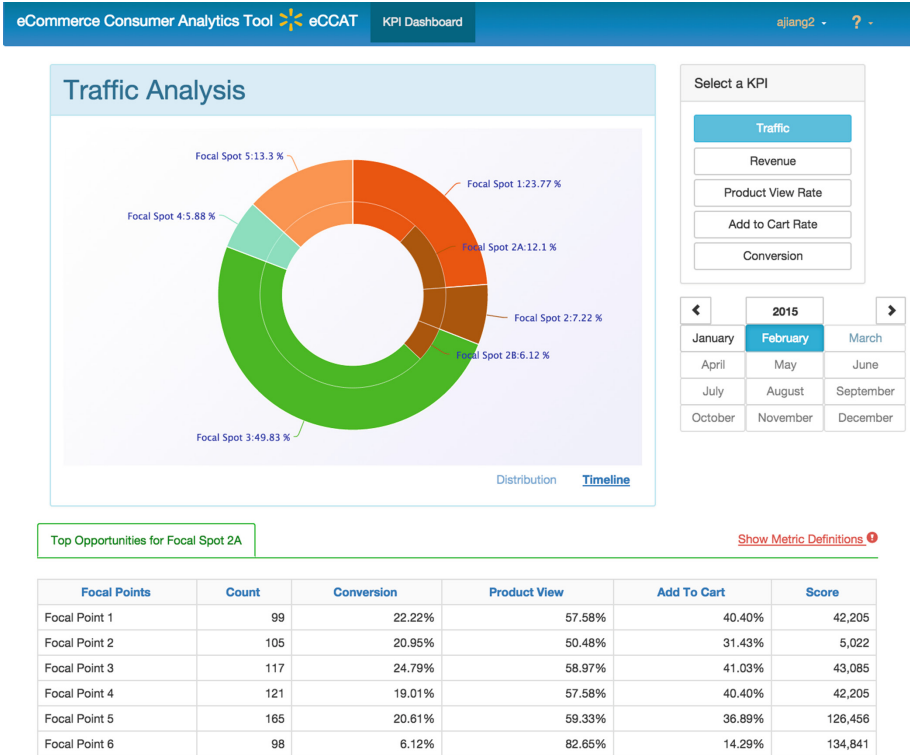 eCommerce Consumer Analytics Tool eCCAT KPI Dashboard ajiang2 ?
Traffic Analysis
Focal Spot 5:13.3 %
Focal Spot 1:23.77 %
Focal Spot 4:5.88 %
Focal Spot 2A:12.1 %
Focal Spot 2:7.22 %
Focal Spot 2B:6.12 %
Focal Spot 3:49.83 %
Distribution Timeline
Select a KPI
Traffic
Revenue
Product View Rate
Add to Cart Rate
Conversion
2015
January February March
April May June
July August September
October November December
Top Opportunities for Focal Spot 2A
Show Metric Definitions
Focal Points Count Conversion Product View Add To Cart Score
Focal Point 1 99 22.22% 57.58% 40.40% 42,205
Focal Point 2 105 20.95% 50.48% 31.43% 5,022
Focal Point 3 117 24.79% 58.97% 41.03% 43,085
Focal Point 4 121 19.01% 57.58% 40.40% 42,205
Focal Point 5 165 20.61% 59.33% 36.89% 126,456
Focal Point 6 98 6.12% 82.65% 14.29% 134,841